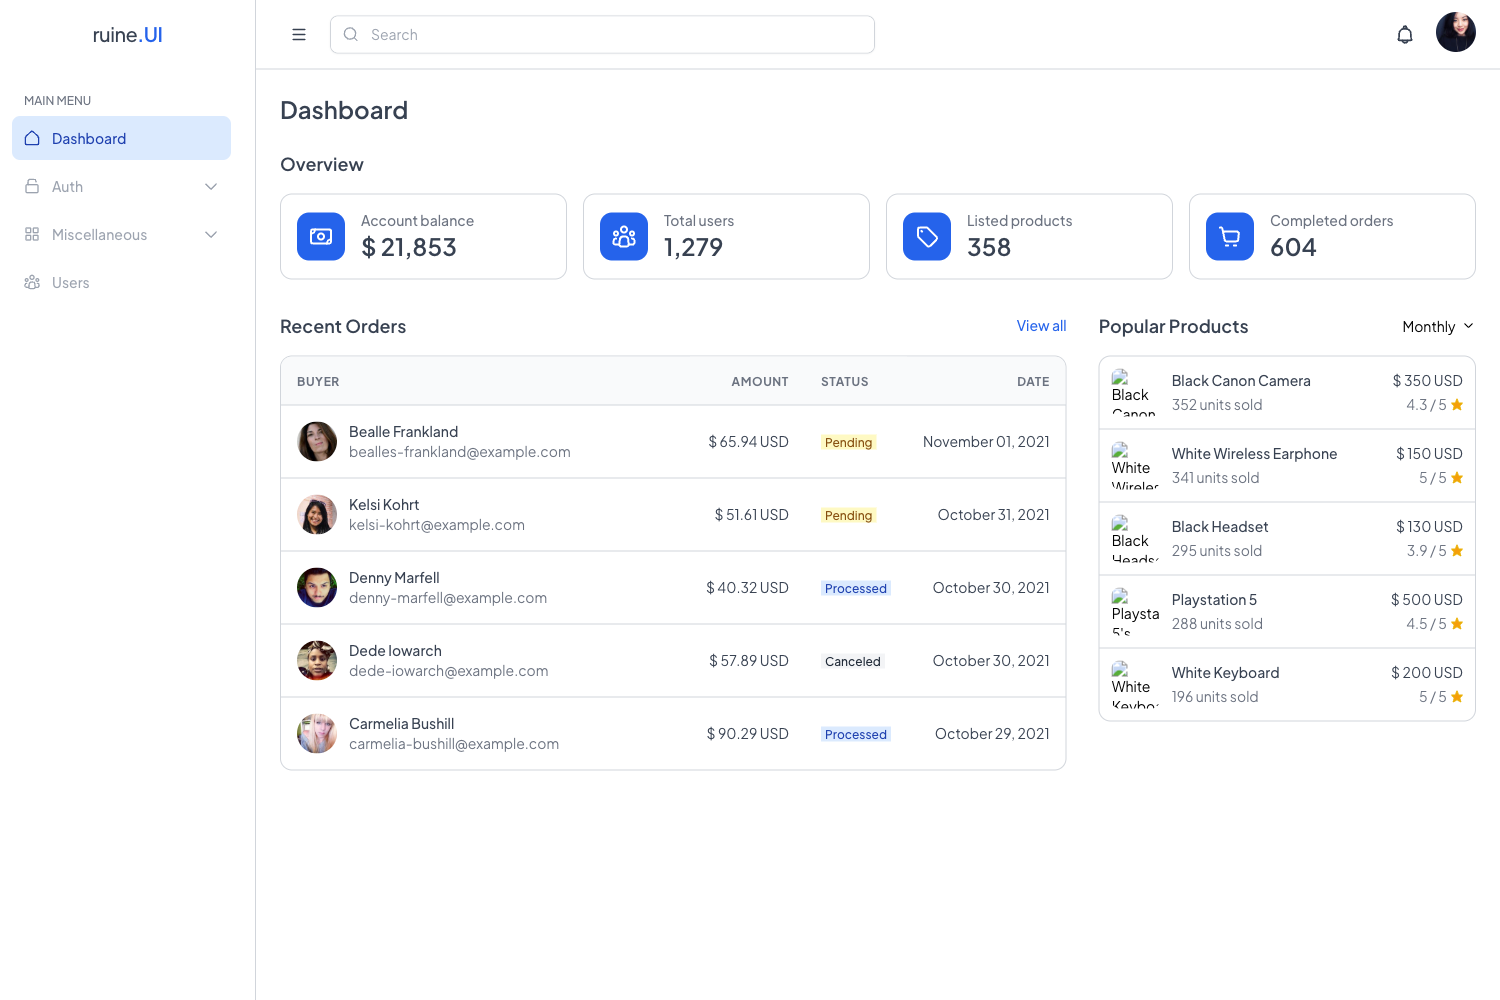 ruine.UI
Search
MAIN MENU
Dashboard
Auth
Miscellaneous
Users
Dashboard
Overview
Account balance
$ 21,853
Total users
1,279
Listed products
358
Completed orders
604
Recent Orders
View all
BUYER AMOUNT STATUS DATE
Bealle Frankland
bealles-frankland@example.com
$ 65.94 USD Pending November 01, 2021
Kelsi Kohrt
kelsi-kohrt@example.com
$ 51.61 USD Pending October 31, 2021
Denny Marfell
denny-marfell@example.com
$ 40.32 USD Processed October 30, 2021
Dede Iowarch
dede-iowarch@example.com
$ 57.89 USD Canceled October 30, 2021
Carmelia Bushill
carmelia-bushill@example.com
$ 90.29 USD Processed October 29, 2021
Popular Products
Monthly
Black
Canon
Black Canon Camera $ 350 USD
352 units sold 4.3 / 5
White
Wireles
White Wireless Earphone $ 150 USD
341 units sold 5 / 5
Black
Heads
Black Headset $ 130 USD
295 units sold 3.9 / 5
Playsta
5's
Playstation 5 $ 500 USD
288 units sold 4.5 / 5
White
Keybo
White Keyboard $ 200 USD
196 units sold 5 / 5